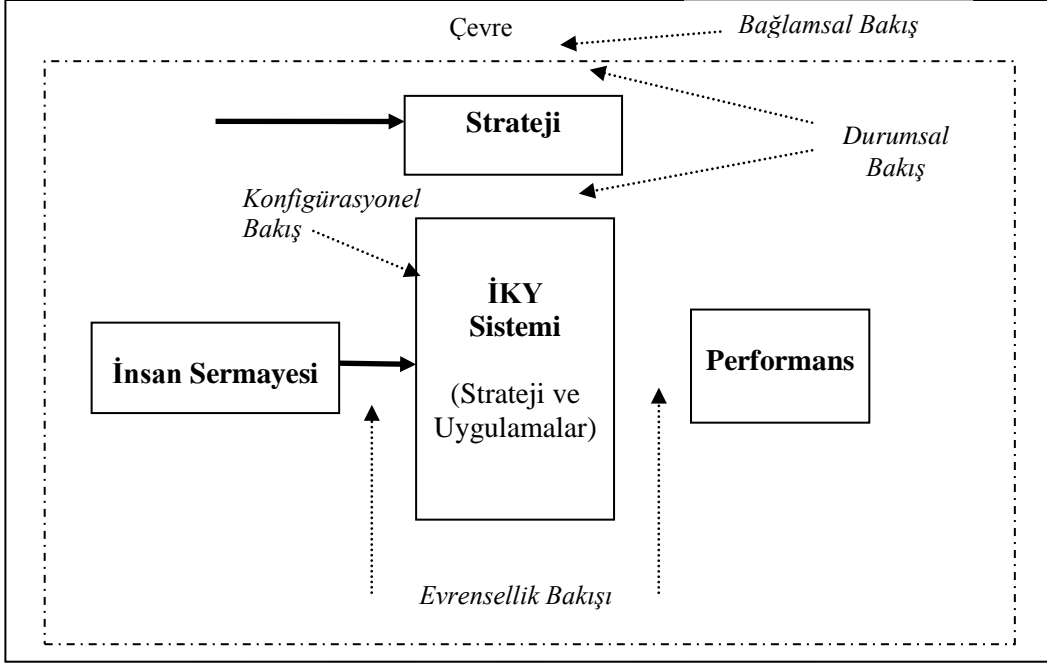 Çevre
Bağlamsal Bakış
Strateji
Durumsal
Bakış
Konfigürasyonel
Bakış
İKY
Sistemi
(Strateji ve
Uygulamalar)
İnsan Sermayesi
Performans
Evrensellik Bakışı